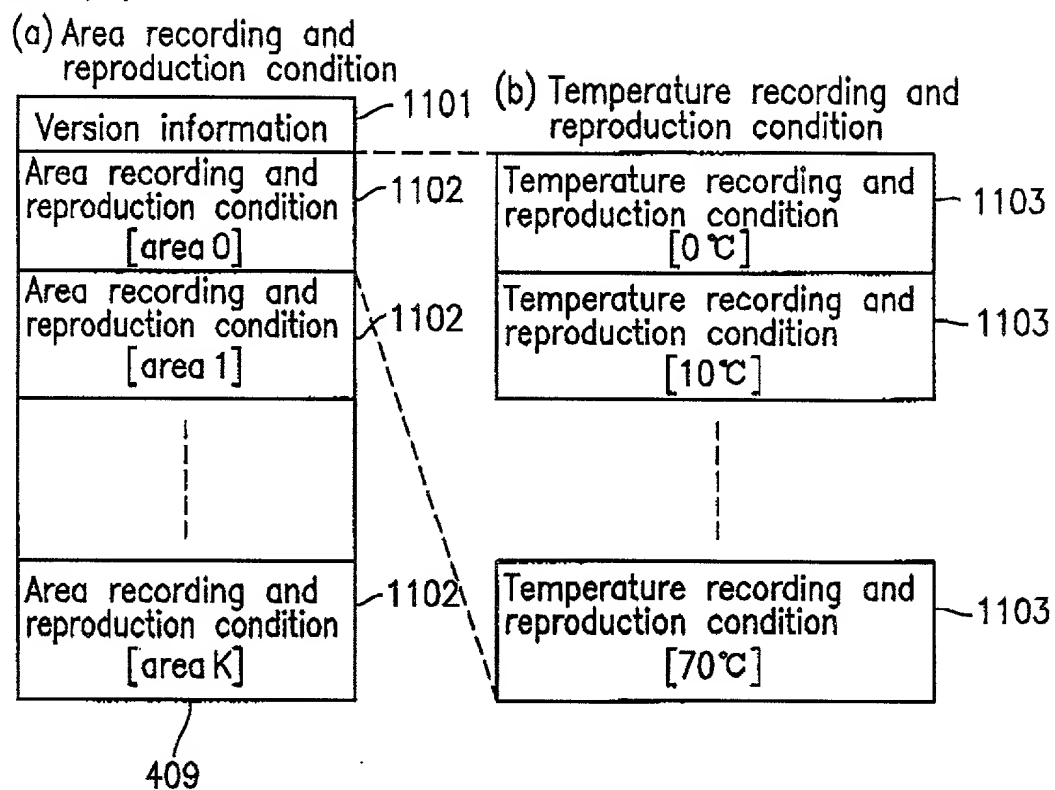 (a) Area recording and
reproduction condition
Version information
1101
Area recording and
reproduction condition
[area 0]
1102
Area recording and
reproduction condition
[area 1]
1102
Area recording and
reproduction condition
[area K]
1102
409
(b) Temperature recording and
reproduction condition
Temperature recording and
reproduction condition
[0℃]
1103
Temperature recording and
reproduction condition
[10℃]
1103
Temperature recording and
reproduction condition
[70℃]
1103